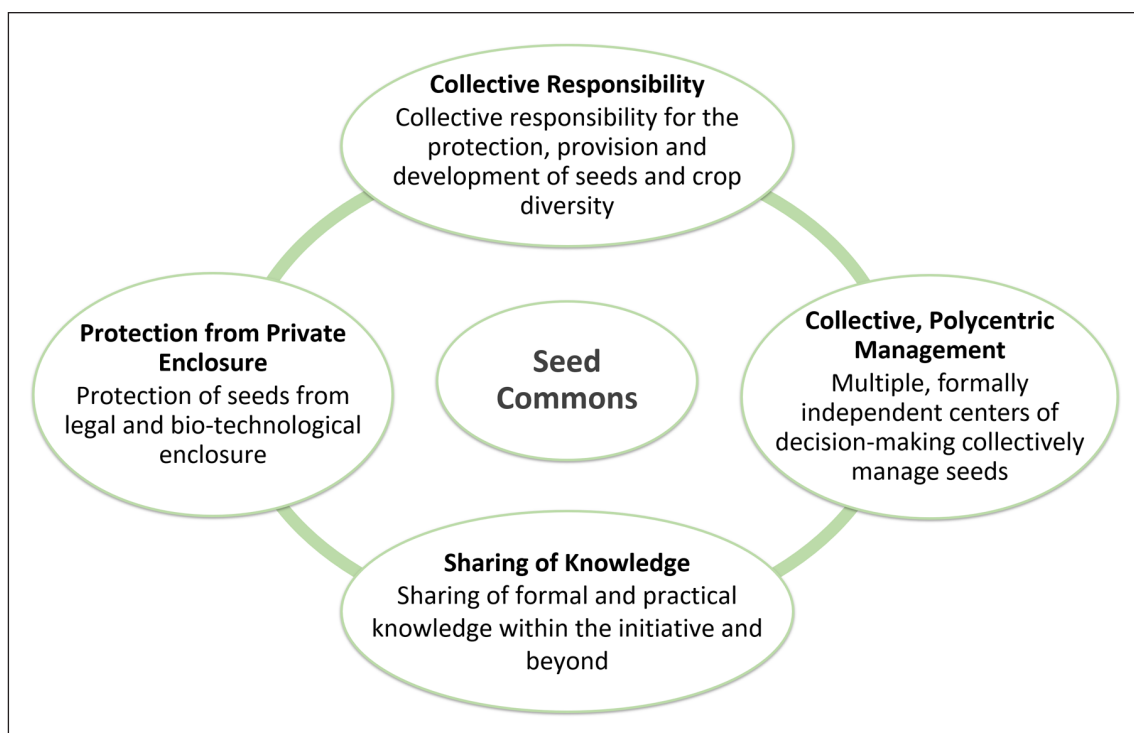 Collective Responsibility
Collective responsibility for the
protection, provision and
development of seeds and crop
diversity
Protection from Private
Enclosure
Protection of seeds from
legal and bio-technological
enclosure
Seed
Commons
Collective, Polycentric
Management
Multiple, formally
independent centers of
decision-making collectively
manage seeds
Sharing of Knowledge
Sharing of formal and practical
knowledge within the initiative and
beyond